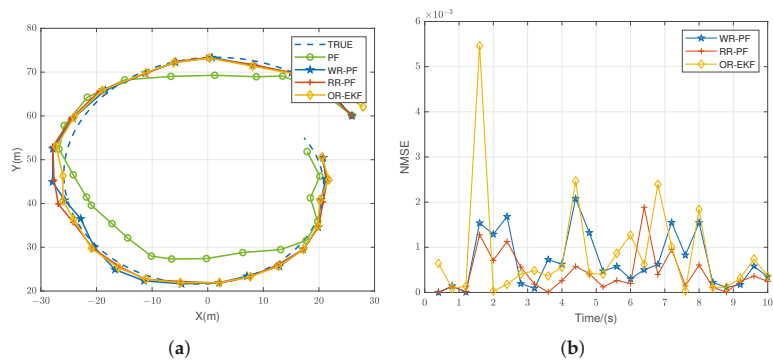 80
70
60
50
40
30
20
Y(m)
-30
-20
-10
0
10
20
30
X(m)
TRUE
PF
WR-PF
RR-PF
OR-EKF
(a)
×10⁻³
6
5
4
3
2
1
0
NMSE
0
1
2
3
4
5
6
7
8
9
10
Time/(s)
WR-PF
RR-PF
OR-EKF
(b)